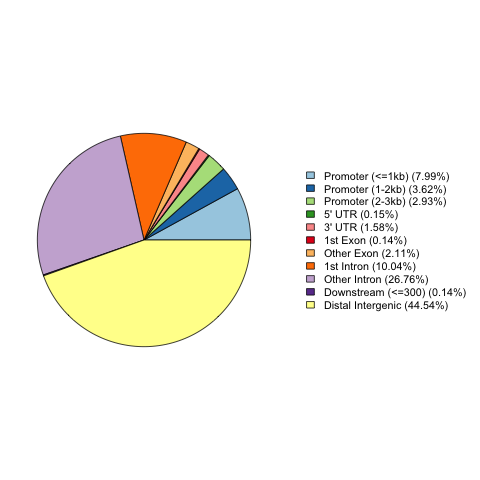 Promoter (<=1kb) (7.99%)
Promoter (1-2kb) (3.62%)
Promoter (2-3kb) (2.93%)
5' UTR (0.15%)
3' UTR (1.58%)
1st Exon (0.14%)
Other Exon (2.11%)
1st Intron (10.04%)
Other Intron (26.76%)
Downstream (<=300) (0.14%)
Distal Intergenic (44.54%)